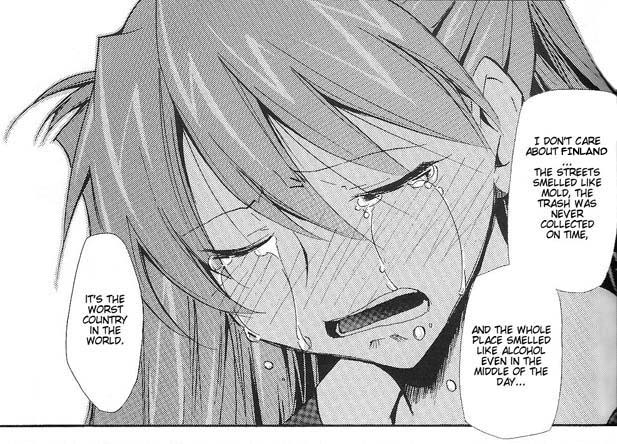 I DON'T CARE
ABOUT FINLAND
...
THE STREETS
SMELLED LIKE
MOLD, THE
TRASH WAS
NEVER
COLLECTED
ON TIME,
AND THE WHOLE
PLACE SMELLED
LIKE ALCOHOL
EVEN IN THE
MIDDLE OF THE
DAY...
IT'S THE
WORST
COUNTRY
IN THE
WORLD.